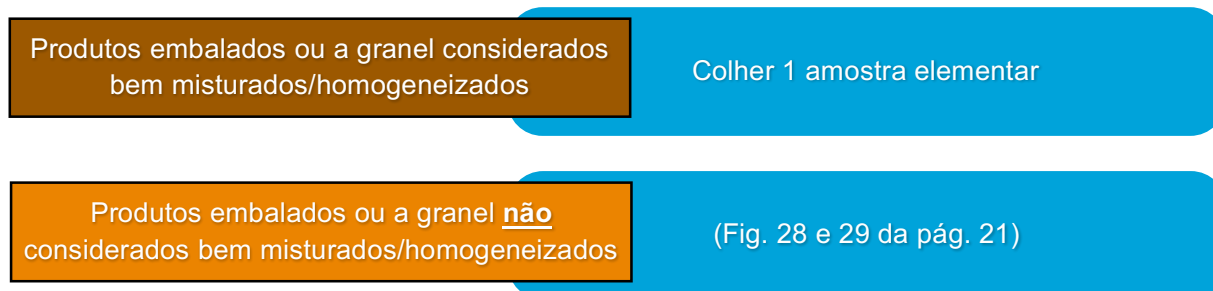 Produtos embalados ou a granel considerados
bem misturados/homogeneizados
Colher 1 amostra elementar
Produtos embalados ou a granel não
considerados bem misturados/homogeneizados
(Fig. 28 e 29 da pág. 21)